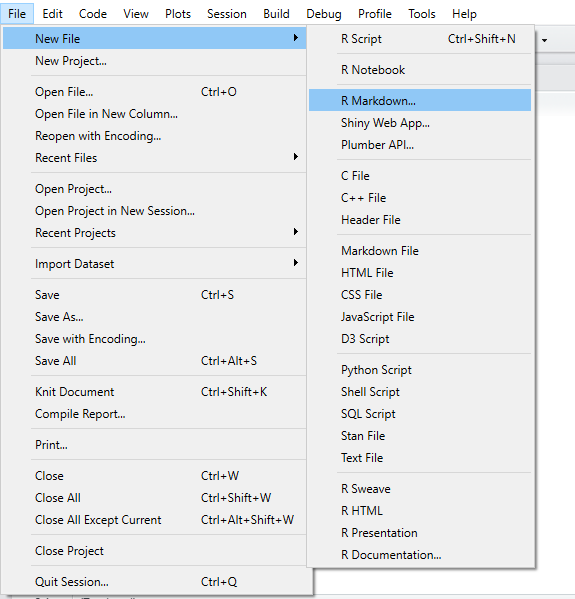 File Edit Code View Plots Session Build Debug Profile Tools Help
New File
New Project...
Open File... Ctrl+O
Open File in New Column...
Reopen with Encoding...
Recent Files
Open Project...
Open Project in New Session...
Recent Projects
Import Dataset
Save Ctrl+S
Save As...
Save with Encoding...
Save All Ctrl+Alt+S
Knit Document Ctrl+Shift+K
Compile Report...
Print...
Close Ctrl+W
Close All Ctrl+Shift+W
Close All Except Current Ctrl+Alt+Shift+W
Close Project
Quit Session... Ctrl+Q
R Script Ctrl+Shift+N
R Notebook
R Markdown...
Shiny Web App...
Plumber API...
C File
C++ File
Header File
Markdown File
HTML File
CSS File
JavaScript File
D3 Script
Python Script
Shell Script
SQL Script
Stan File
Text File
R Sweave
R HTML
R Presentation
R Documentation...